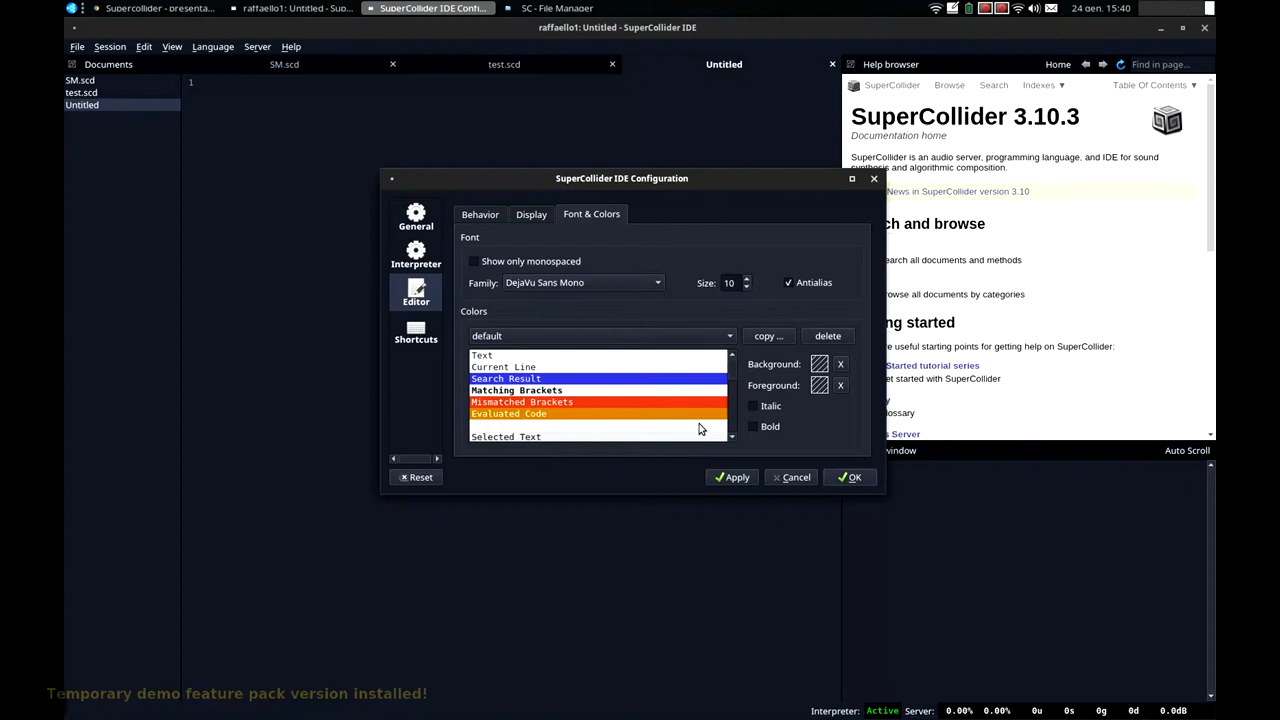 Supercollider - presenta...
raffaello1: Untitled - Sup...
SuperCollider IDE Confi...
SC - File Manager
24 gen. 15:40
raffaello1: Untitled - SuperCollider IDE
File Session Edit View Language Server Help
Documents
SM.scd
test.scd
Untitled
Help browser
Home
Find in page...
SM.scd
test.scd
Untitled
1
SuperCollider
Browse
Search
Indexes ▼
Table Of Contents ▼
SuperCollider 3.10.3
Documentation home
SuperCollider is an audio server, programming language, and IDE for sound
synthesis and algorithmic composition.
News in SuperCollider version 3.10
ch and browse
earch all documents and methods
rowse all documents by categories
ng started
re useful starting points for getting help on SuperCollider:
Started tutorial series
et started with SuperCollider
y
lossary
n Server
window
Auto Scroll
SuperCollider IDE Configuration
General
Interpreter
Editor
Shortcuts
Behavior
Display
Font & Colors
Font
Show only monospaced
Family: DejaVu Sans Mono
Size: 10
Antialias
Colors
default
copy ...
delete
Text
Current Line
Search Result
Matching Brackets
Mismatched Brackets
Evaluated Code
Selected Text
Background:
X
Foreground:
X
Italic
Bold
Reset
Apply
Cancel
OK
Temporary demo feature pack version installed!
Interpreter: Active Server: 0.00% 0.00% 0u 0s 0g 0d 0.0dB